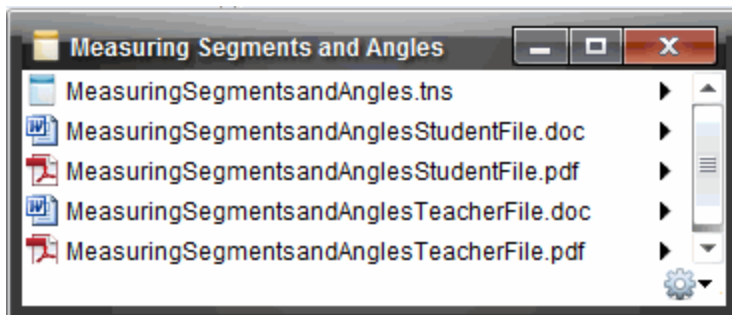 Measuring Segments and Angles
MeasuringSegmentsandAngles.tns
MeasuringSegmentsandAnglesStudentFile.doc
MeasuringSegmentsandAnglesStudentFile.pdf
MeasuringSegmentsandAnglesTeacherFile.doc
MeasuringSegmentsandAnglesTeacherFile.pdf